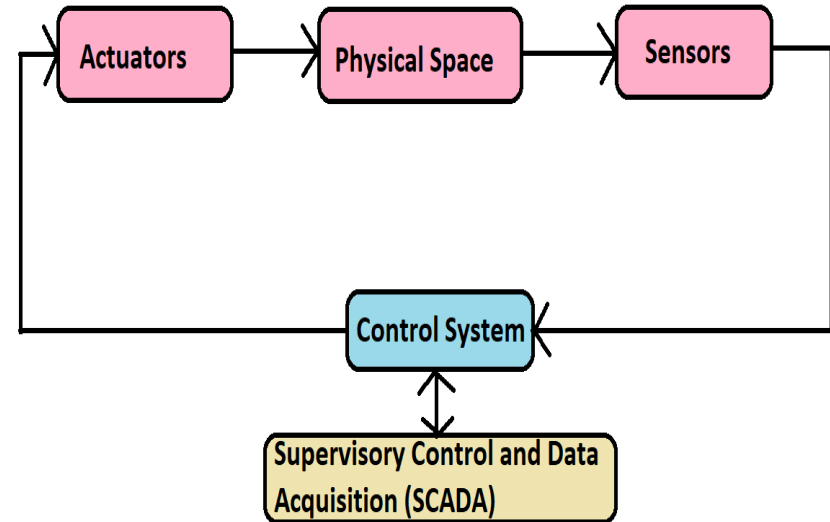 Actuators
Physical Space
Sensors
Control System
Supervisory Control and Data
Acquisition (SCADA)